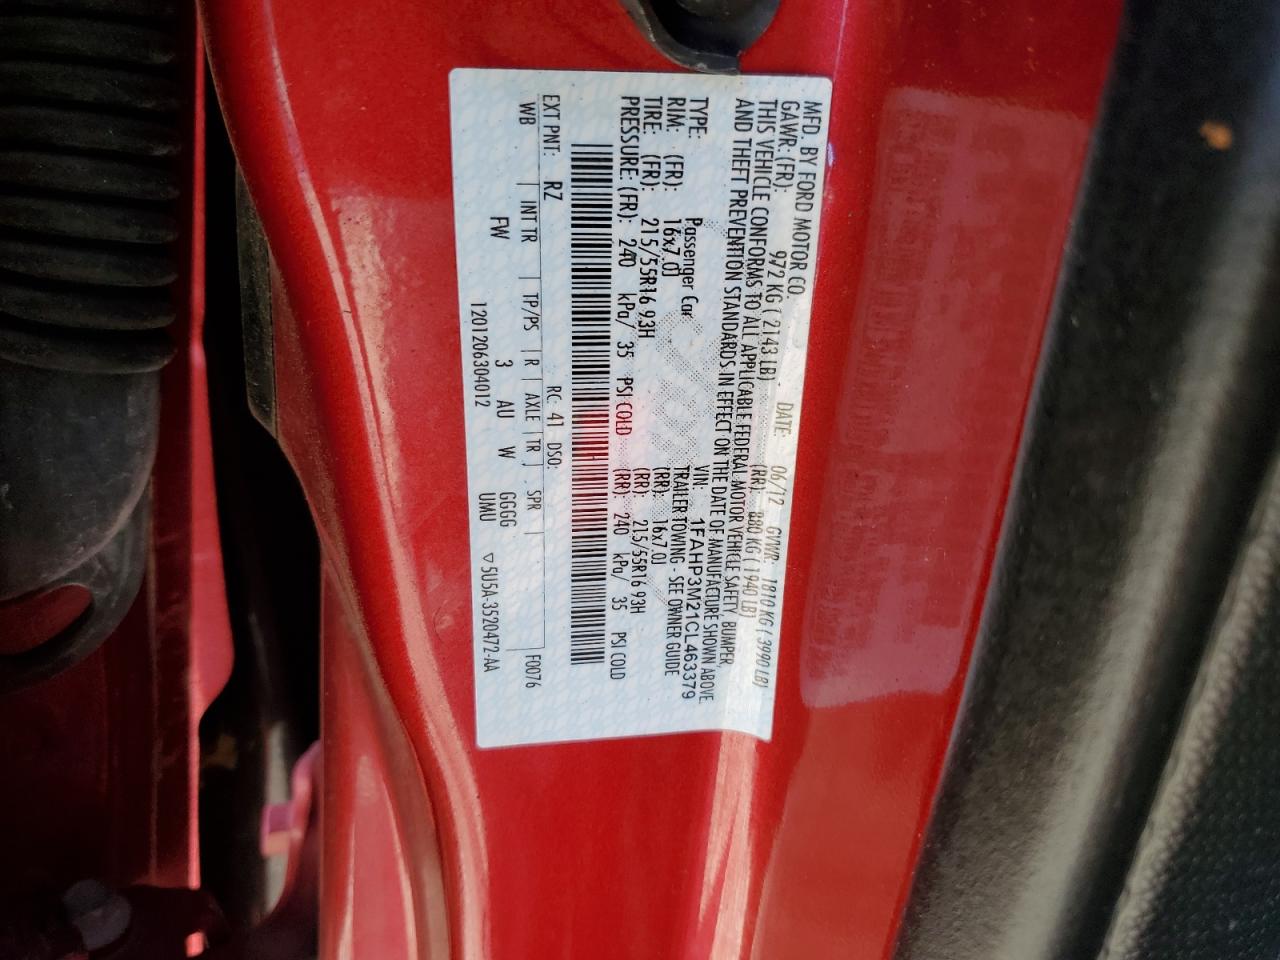 MFD. BY FORD MOTOR CO.
DATE: 06/12 GVWR: 1810 KG ( 3990 LB)
GAWR: (FR): 972 KG ( 2143 LB) (RR): 880 KG ( 1940 LB)
THIS VEHICLE CONFORMS TO ALL APPLICABLE FEDERAL MOTOR VEHICLE SAFETY, BUMPER,
AND THEFT PREVENTION STANDARDS IN EFFECT ON THE DATE OF MANUFACTURE SHOWN ABOVE.
VIN: 1FAHP3M21CL463379
TYPE: Passenger Car TRAILER TOWING - SEE OWNER GUIDE
RIM: (FR): 16x7.0J (RR): 16x7.0J
TIRE: (FR): 215/55R16 93H (RR): 215/55R16 93H
PRESSURE: (FR): 240 kPa/ 35 PSI COLD (RR): 240 kPa/ 35 PSI COLD
EXT PNT: RZ RC: 41 DSO: F0076
WB INT TR TP/PS R AXLE TR SPR
FW 3 AU W GGGG UMU
1201206304012 ▽5U5A-3520472-AA